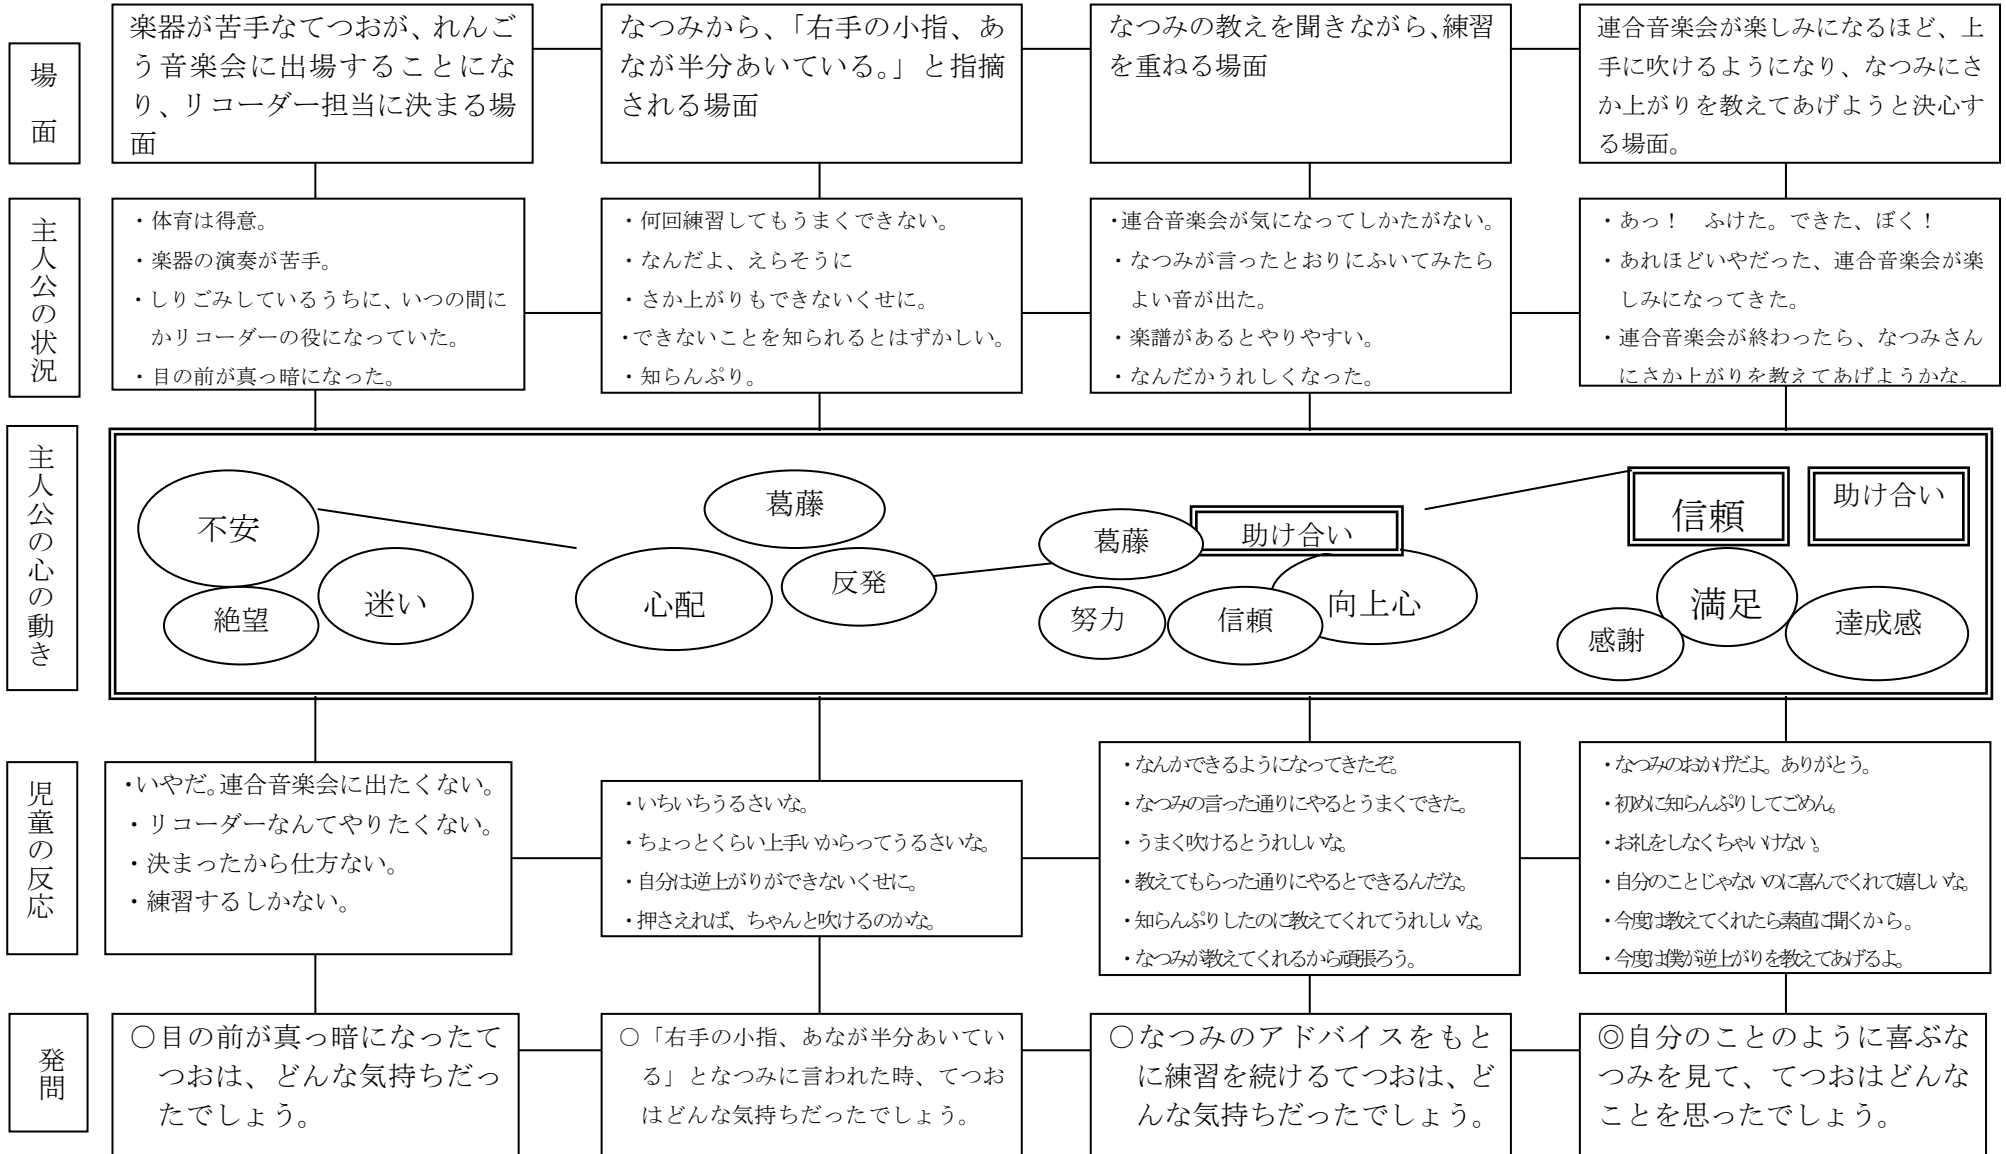 場面
楽器が苦手なてつおが、れんご
う音楽会に出場することにな
り、リコーダー担当に決まる場
面
なつみから、「右手の小指、あ
なが半分あいている。」と指摘
される場面
なつみの教えを聞きながら、練習
を重ねる場面
連合音楽会が楽しみになるほど、上
手に吹けるようになり、なつみにさ
か上がりを教えてあげようと決心す
る場面。
主人公の状況
・体育は得意。
・楽器の演奏が苦手。
・しりごみしているうちに、いつの間に
かリコーダーの役になっていた。
・目の前が真っ暗になった。
・何回練習してもうまくできない。
・なんだよ、えらそうに
・さか上がりもできないくせに。
・できないことを知られるとはずかしい。
・知らんぷり。
・連合音楽会が気になってしかたがない。
・なつみが言ったとおりにふいてみたら
よい音が出た。
・楽譜があるとやりやすい。
・なんだかうれしくなった。
・あっ！　ふけた。できた、ぼく！
・あれほどいやだった、連合音楽会が楽
しみになってきた。
・連合音楽会が終わったら、なつみさん
にさか上がりを教えてあげようかな。
主人公の心の動き
不安
絶望
迷い
葛藤
心配
反発
葛藤
助け合い
努力
信頼
向上心
信頼
助け合い
満足
感謝
達成感
児童の反応
・いやだ。連合音楽会に出たくない。
・リコーダーなんてやりたくない。
・決まったから仕方ない。
・練習するしかない。
・いちいちうるさいな。
・ちょっとくらい上手いからってうるさいな。
・自分は逆上がりができないくせに。
・押さえれば、ちゃんと吹けるのかな。
・なんかできるようになってきたぞ。
・なつみの言った通りにやるとうまくできた。
・うまく吹けるとうれしいな。
・教えてもらった通りにやるとできるんだな。
・知らんぷりしたのに教えてくれてうれしいな。
・なつみが教えてくれるから頑張ろう。
・なつみのおかげだよ。ありがとう。
・初めに知らんぷりしてごめん。
・お礼をしなくちゃいけない。
・自分のことじゃないのに喜んでくれて嬉しいな。
・今度は教えてくれたら素直に聞くから。
・今度は僕が逆上がりを教えてあげるよ。
発問
○目の前が真っ暗になったて
つおは、どんな気持ちだっ
たでしょう。
○「右手の小指、あなが半分あいてい
る」となつみに言われた時、てつお
はどんな気持ちだったでしょう。
○なつみのアドバイスをもと
に練習を続けるてつおは、ど
んな気持ちだったでしょう。
◎自分のことのように喜ぶな
つみを見て、てつおはどんな
ことを思ったでしょう。